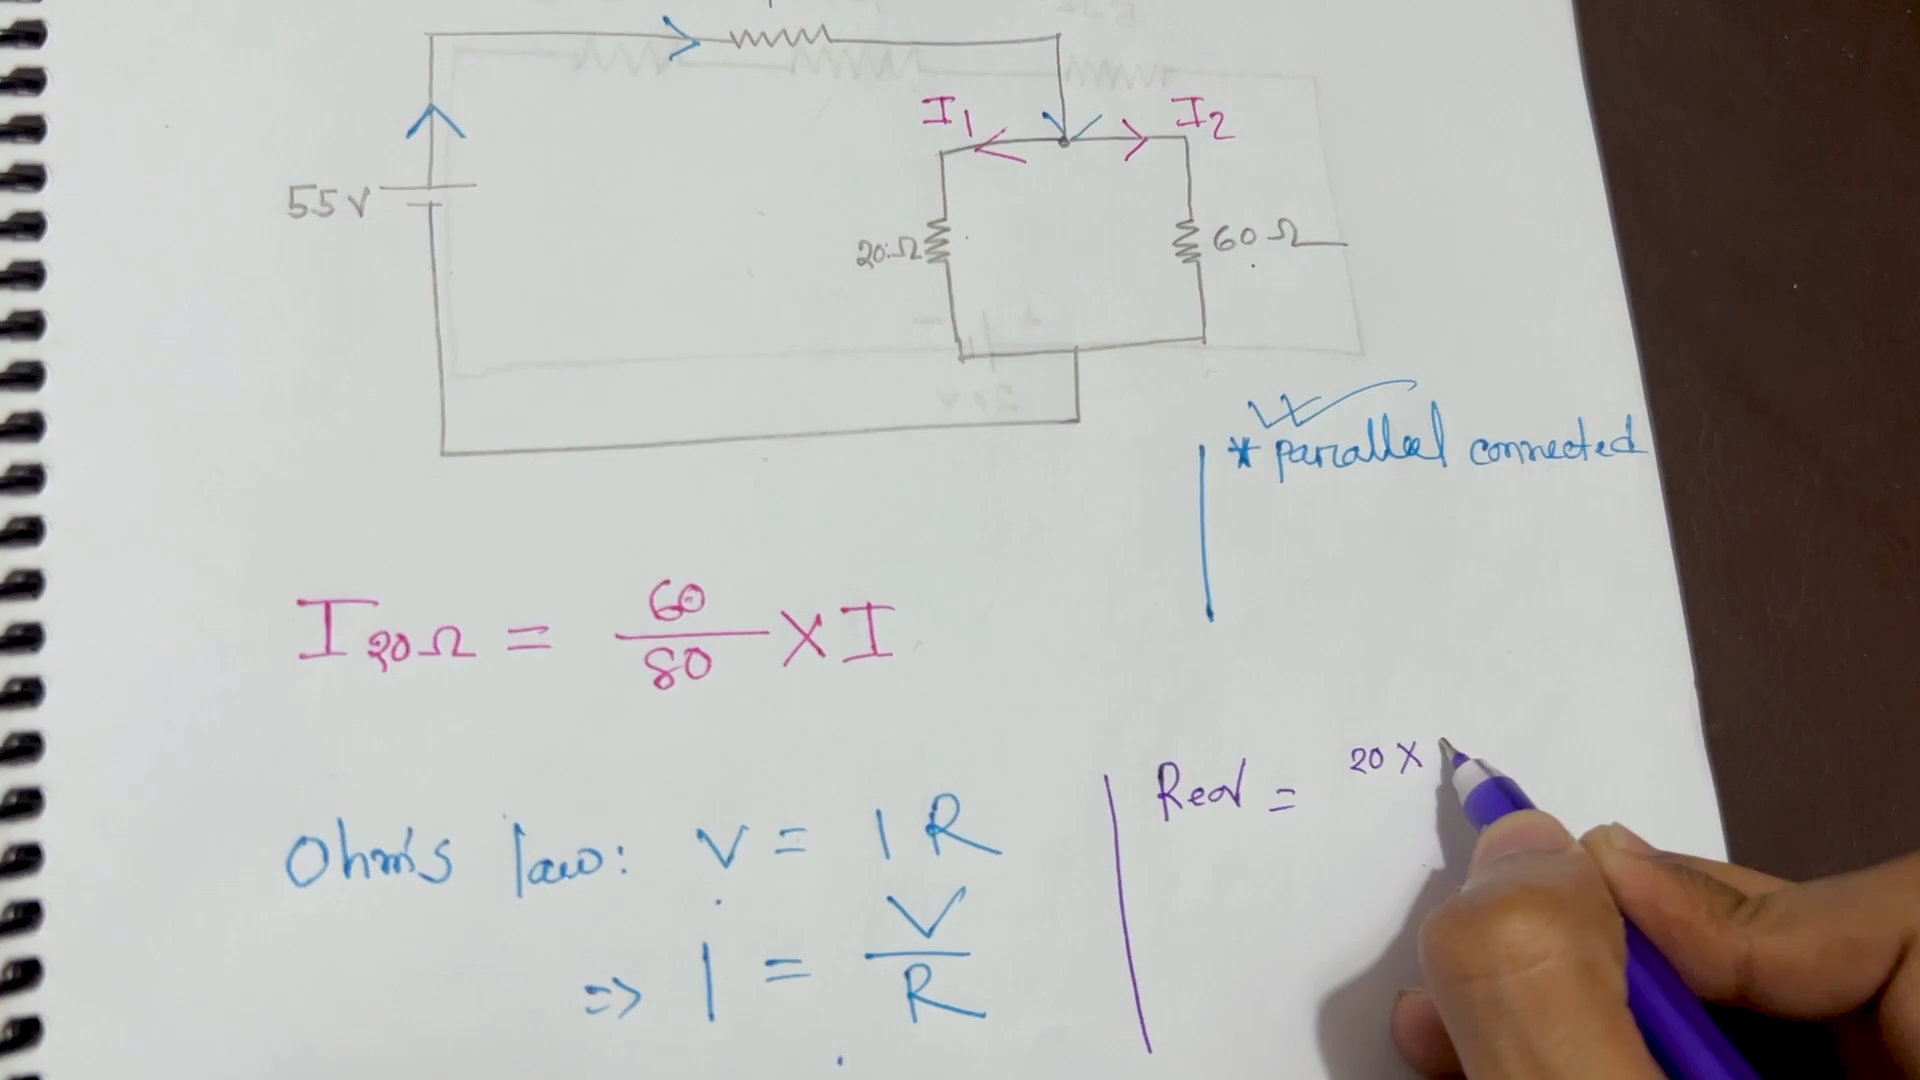 I1 I2
55V
20Ω 60Ω
* parallel connected
I20Ω = 60/80 X I
Ohm's law: V = IR
=> I = V/R
Req = 20 X